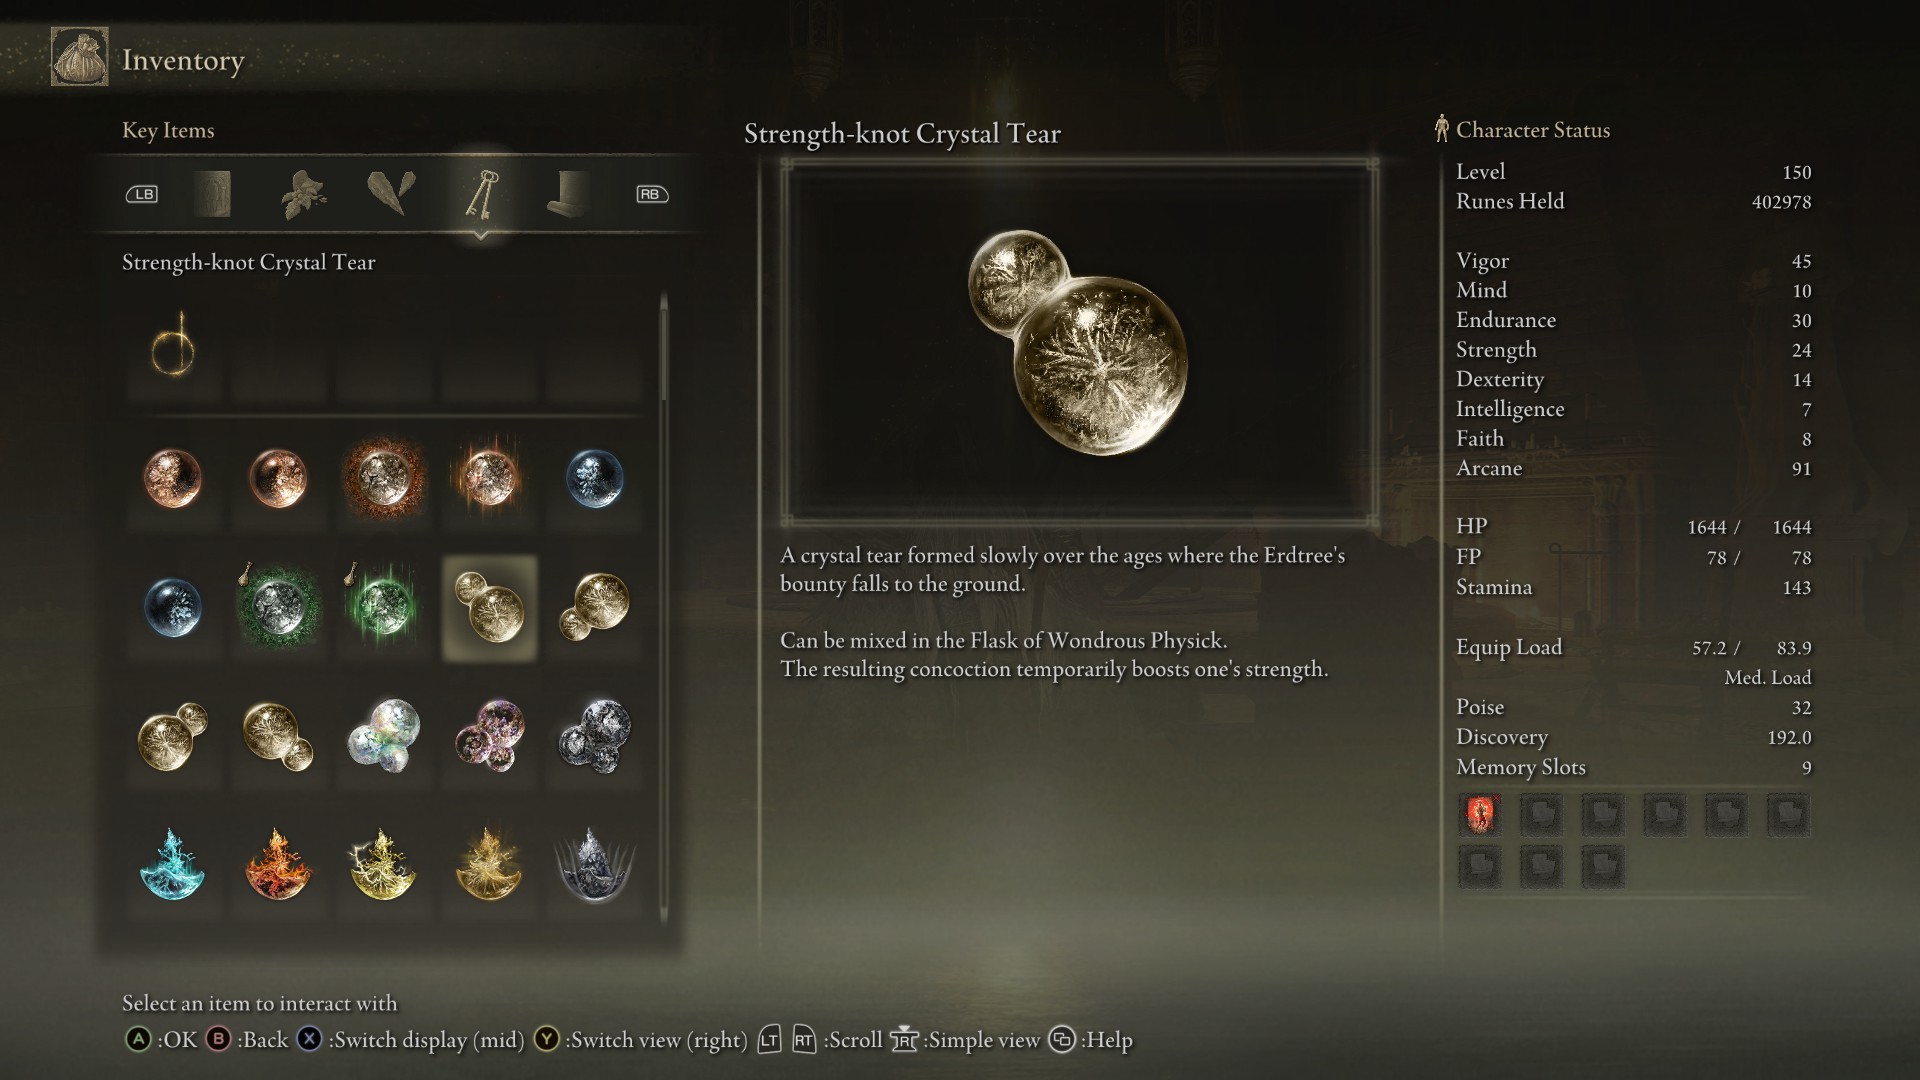 Inventory
Key Items
LB
RB
Strength-knot Crystal Tear
Strength-knot Crystal Tear
A crystal tear formed slowly over the ages where the Erdtree's
bounty falls to the ground.
Can be mixed in the Flask of Wondrous Physick.
The resulting concoction temporarily boosts one's strength.
Character Status
Level 150
Runes Held 402978
Vigor 45
Mind 10
Endurance 30
Strength 24
Dexterity 14
Intelligence 7
Faith 8
Arcane 91
HP 1644 / 1644
FP 78 / 78
Stamina 143
Equip Load 57.2 / 83.9
Med. Load
Poise 32
Discovery 192.0
Memory Slots 9
Select an item to interact with
A :OK B :Back X :Switch display (mid) Y :Switch view (right) LT RT :Scroll R :Simple view :Help